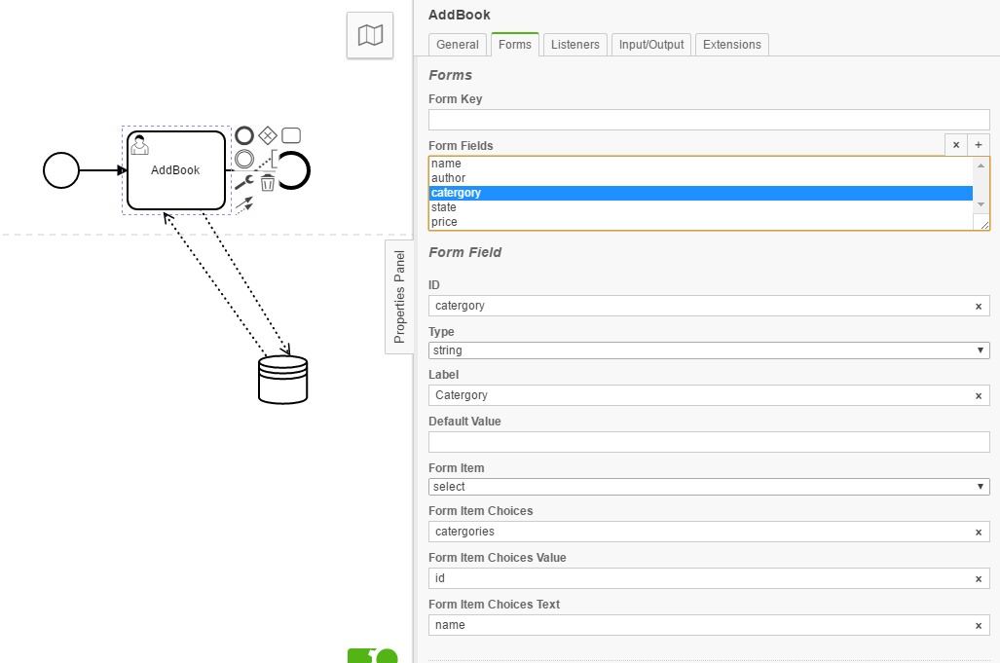 AddBook
Properties Panel
AddBook
General Forms Listeners Input/Output Extensions
Forms
Form Key
Form Fields × +
name
author
catergory
state
price
Form Field
ID
catergory ×
Type
string
Label
Catergory ×
Default Value
Form Item
select
Form Item Choices
catergories ×
Form Item Choices Value
id ×
Form Item Choices Text
name ×